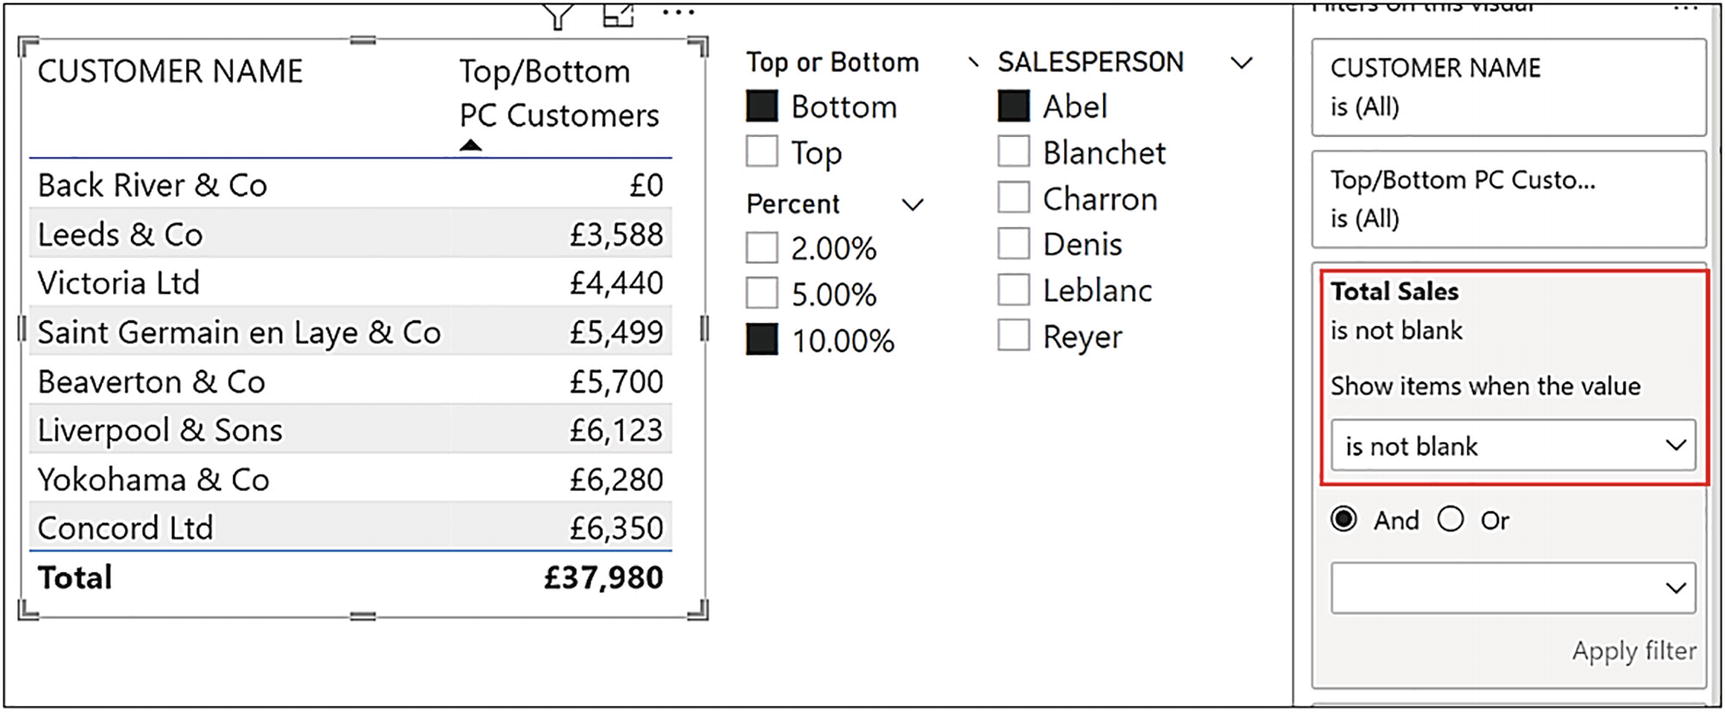 Filters on this visual
CUSTOMER NAME
Top/Bottom
PC Customers
Back River & Co £0
Leeds & Co £3,588
Victoria Ltd £4,440
Saint Germain en Laye & Co £5,499
Beaverton & Co £5,700
Liverpool & Sons £6,123
Yokohama & Co £6,280
Concord Ltd £6,350
Total £37,980
Top or Bottom
Bottom
Top
Percent
2.00%
5.00%
10.00%
SALESPERSON
Abel
Blanchet
Charron
Denis
Leblanc
Reyer
CUSTOMER NAME
is (All)
Top/Bottom PC Custo...
is (All)
Total Sales
is not blank
Show items when the value
is not blank
And Or
Apply filter